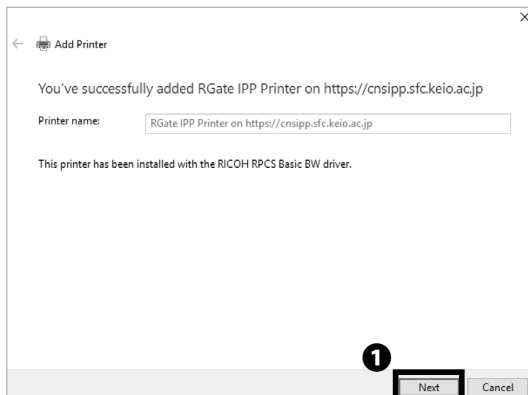 Add Printer
You've successfully added RGate IPP Printer on https://cnsipp.sfc.keio.ac.jp
Printer name:
RGate IPP Printer on https://cnsipp.sfc.keio.ac.jp
This printer has been installed with the RICOH RPCS Basic BW driver.
1
Next
Cancel